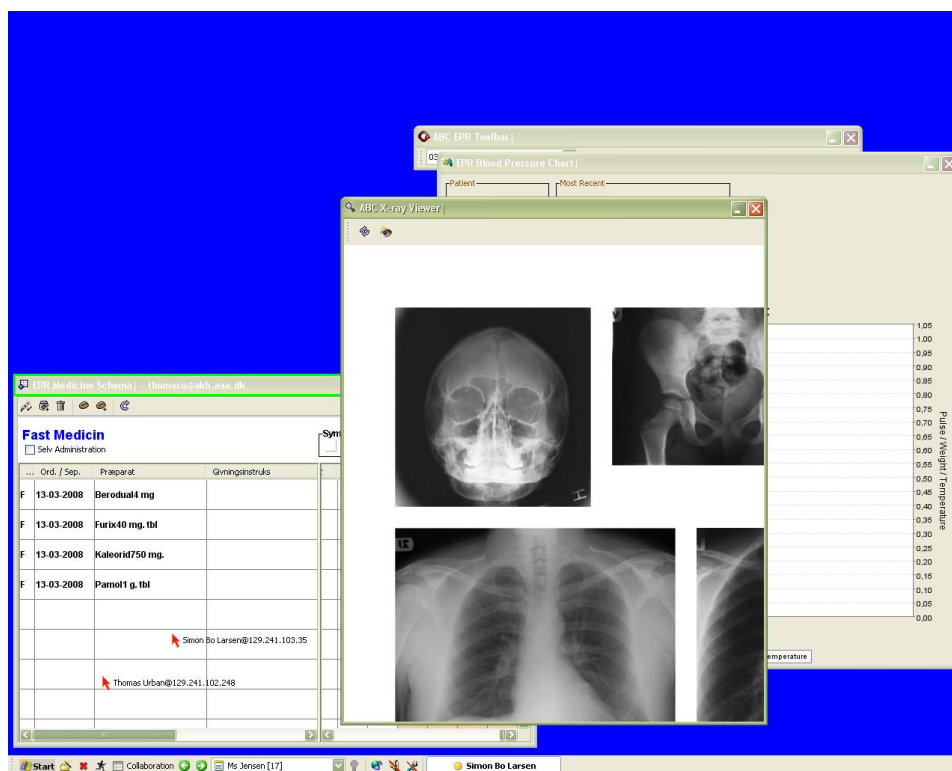 ABC EPR Toolbar |
03
EPR Blood Pressure Chart |
Patient
Most Recent
ABC X-ray Viewer |
1,05
1,00
0,90
0,85
0,80
0,75
0,70
0,65
0,60
0,55
0,50
0,45
0,40
0,35
0,30
0,20
0,15
0,10
0,05
0,00
Pulse / Weight / Temperature
emperature
EPR Medicine Schema | - thomasu@akh.aaa.dk
Fast Medicin
Selv Administration
Sym
... Ord. / Sep. Præparat Givningsinstruks
F 13-03-2008 Berodual4 mg
F 13-03-2008 Furix40 mg. tbl
F 13-03-2008 Kaleorid750 mg.
F 13-03-2008 Pamol1 g. tbl
Simon Bo Larsen@129.241.103.35
Thomas Urban@129.241.102.248
Start Collaboration Ms Jensen [17] Simon Bo Larsen